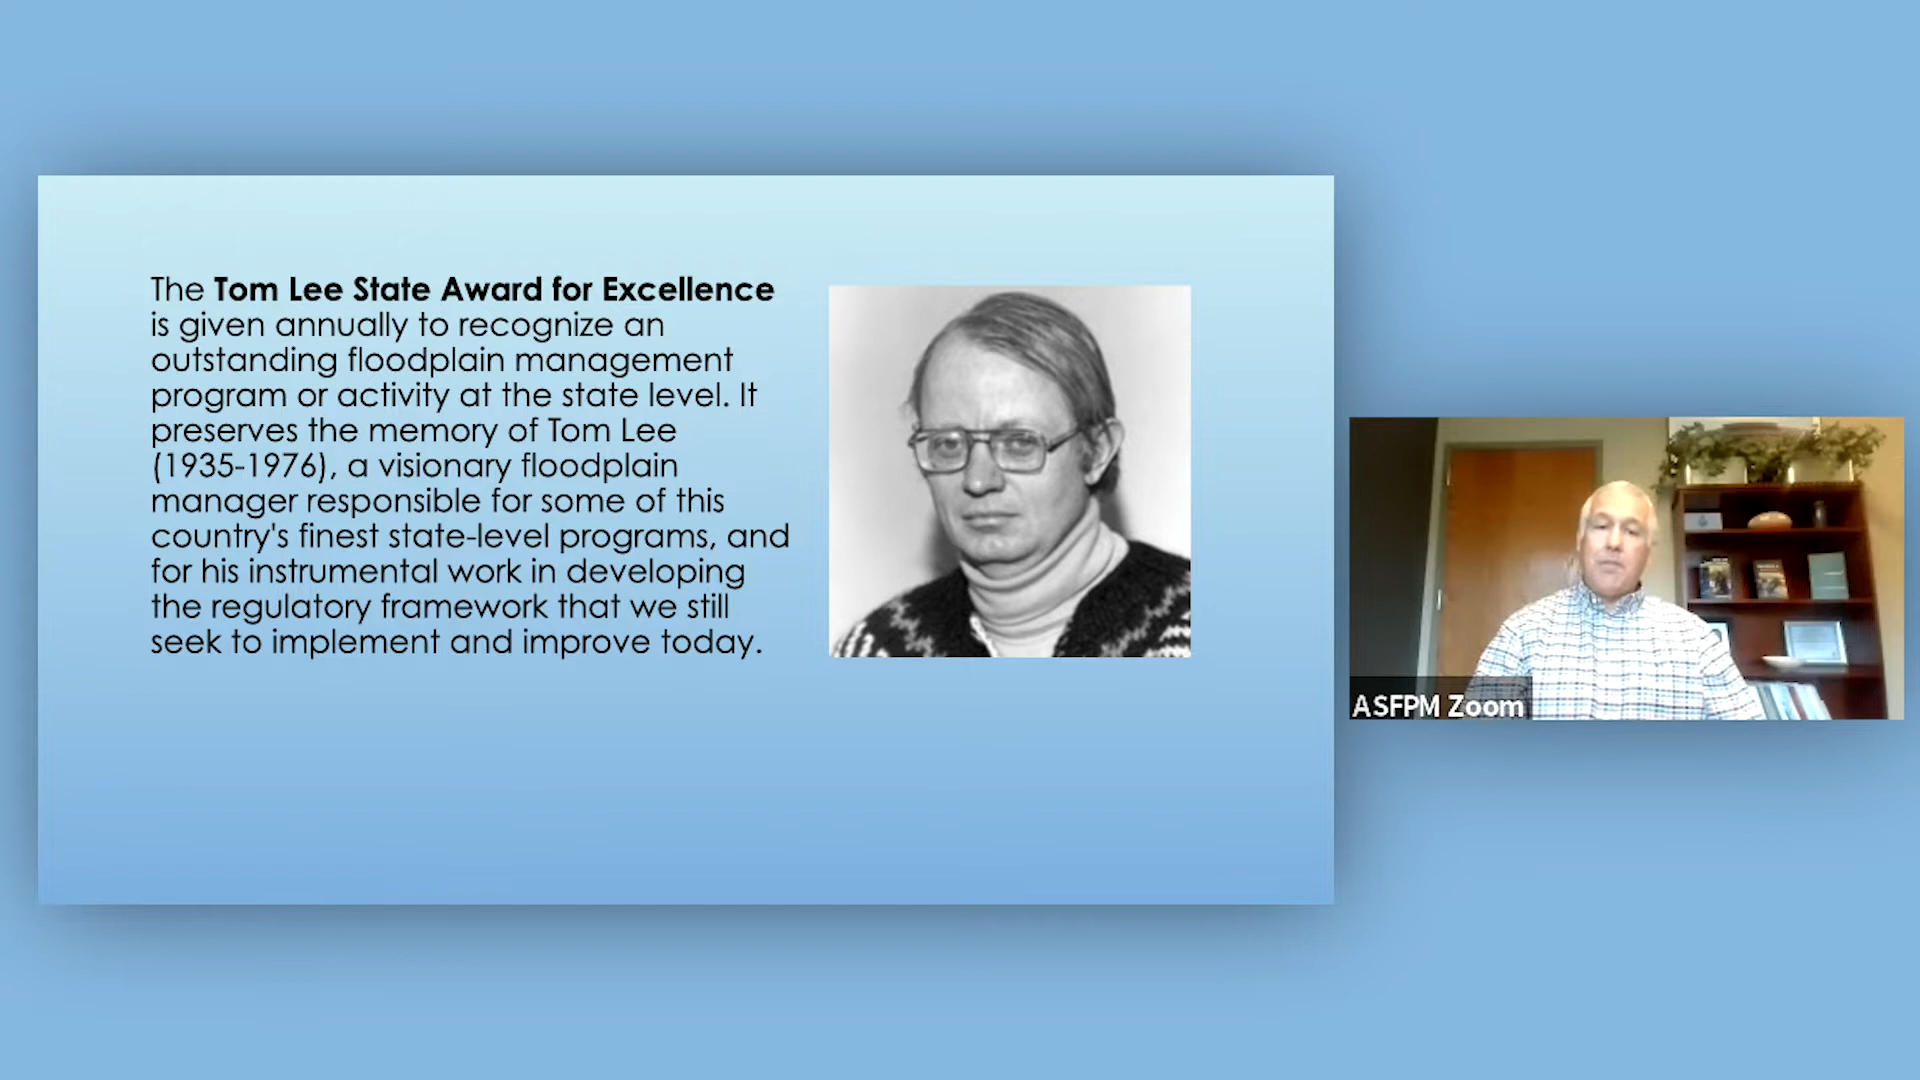 The Tom Lee State Award for Excellence
is given annually to recognize an
outstanding floodplain management
program or activity at the state level. It
preserves the memory of Tom Lee
(1935-1976), a visionary floodplain
manager responsible for some of this
country's finest state-level programs, and
for his instrumental work in developing
the regulatory framework that we still
seek to implement and improve today.
ASFPM Zoom